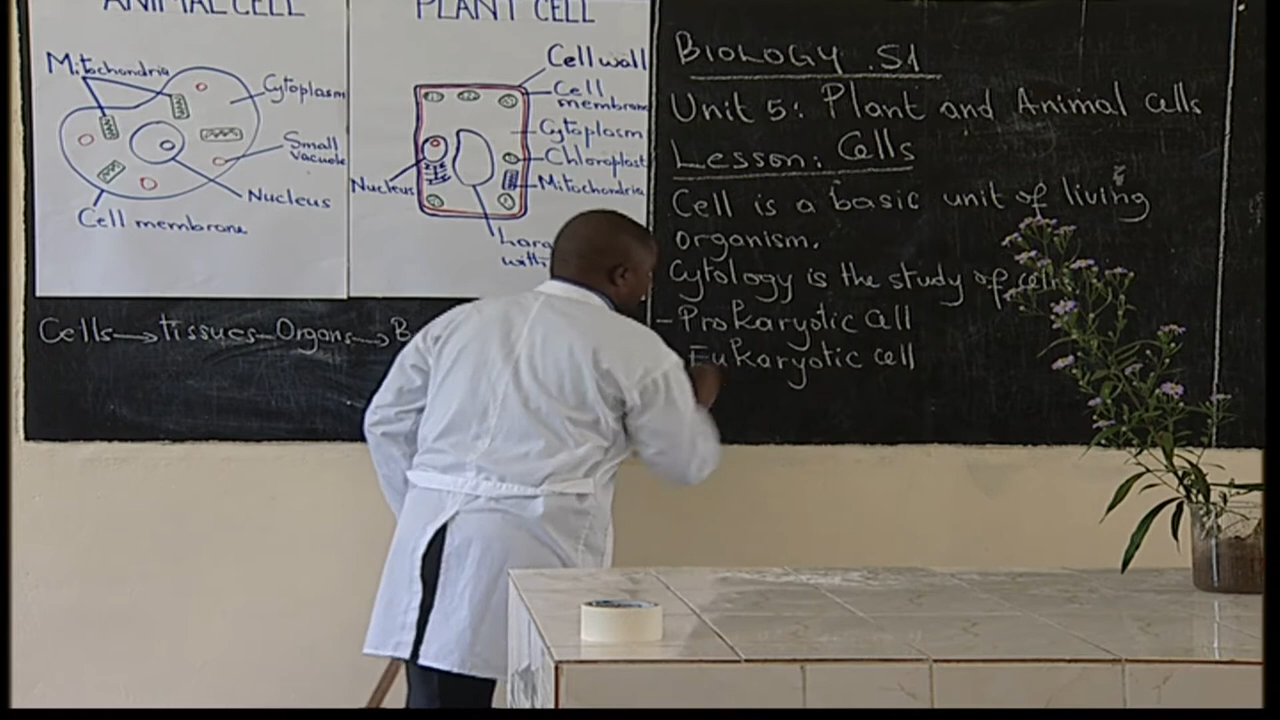 ANIMAL CELL
Mitochondria
Cytoplasm
Small
vacuole
Nucleus
Cell membrane
PLANT CELL
Cell wall
Cell
membrane
Cytoplasm
Chloroplast
Mitochondria
Nucleus
with
Cells→tissues-Organs→B
BIOLOGY .S1
Unit 5: Plant and Animal cells
Lesson: Cells
Cell is a basic unit of living
organism.
Cytology is the study of cells
- Prokaryotic Cell
Eukaryotic cell